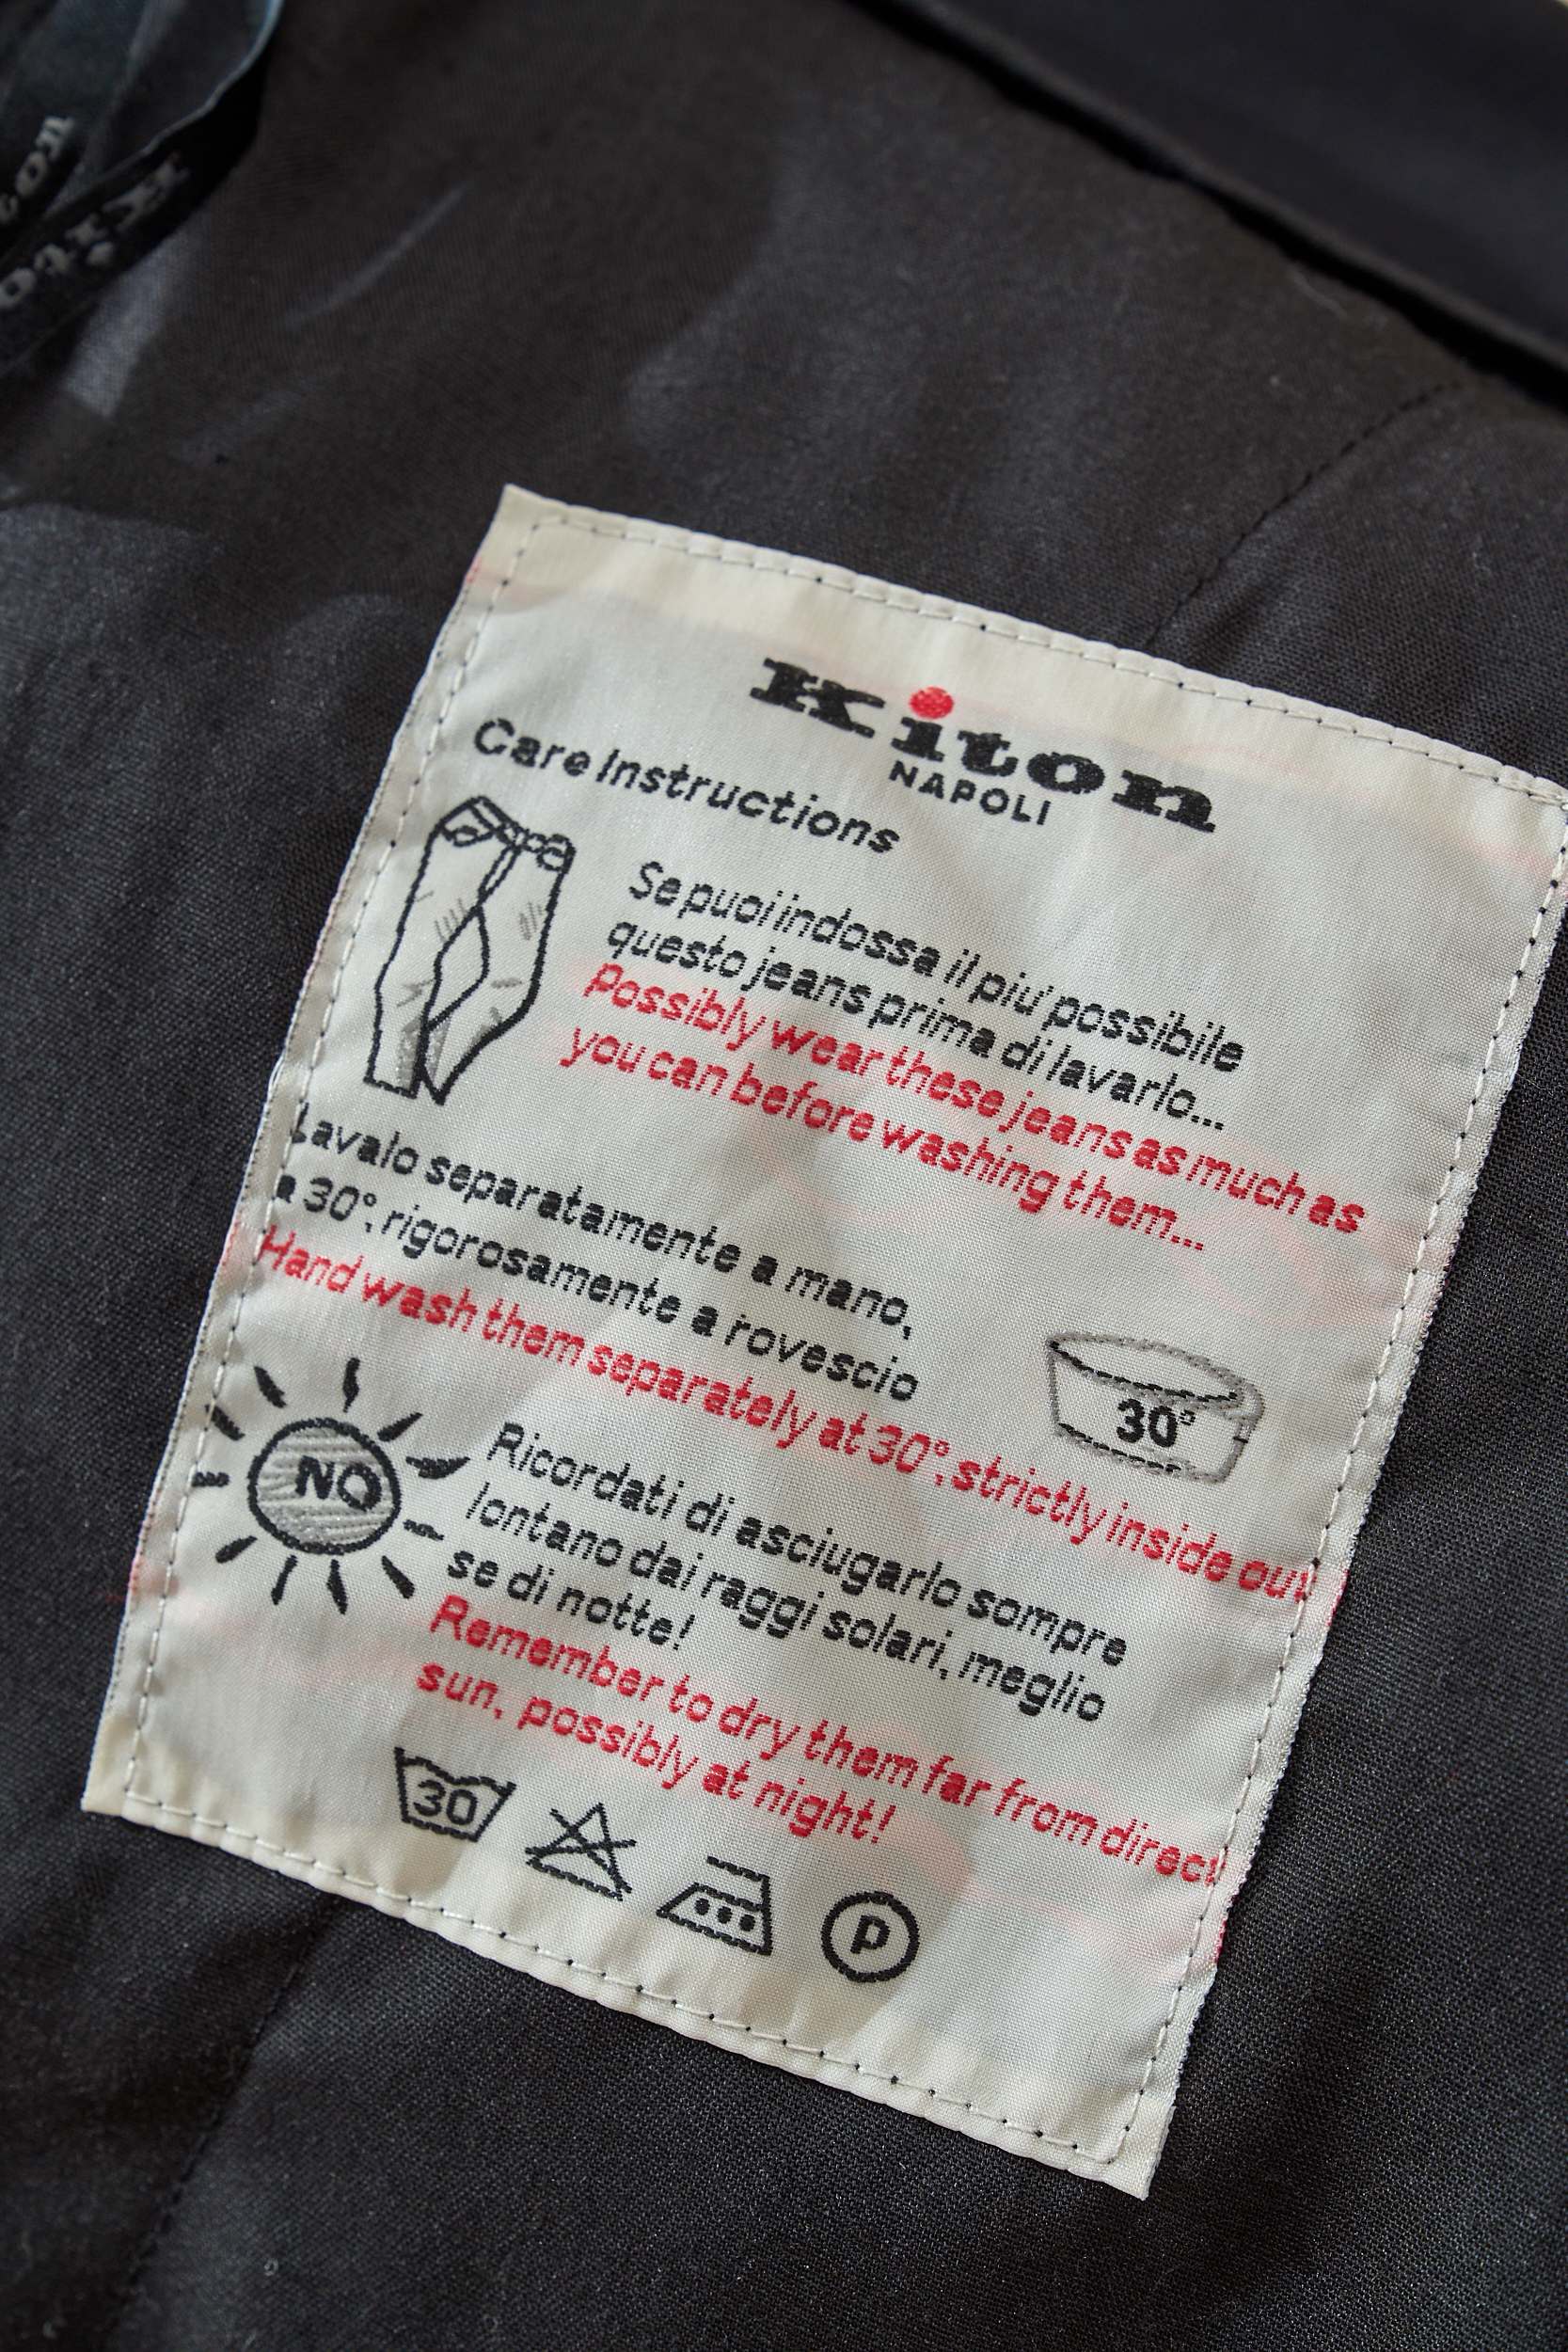 Kiton
Kiton
NAPOLI
Care Instructions
Se puoi indossa il piu' possibile
questo jeans prima di lavarlo...
Possibly wear these jeans as much as
you can before washing them...
Lavalo separatamente a mano,
a 30°, rigorosamente a rovescio
Hand wash them separately at 30°, strictly inside out
30°
NO
Ricordati di asciugarlo sempre
lontano dai raggi solari, meglio
se di notte!
Remember to dry them far from direct
sun, possibly at night!
30
P